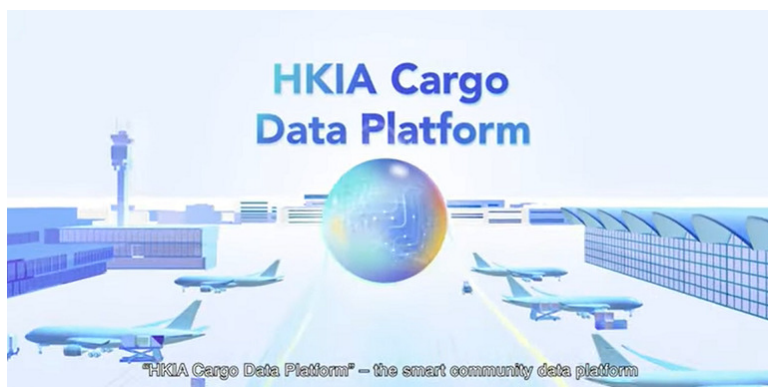 HKIA Cargo
Data Platform
“HKIA Cargo Data Platform” – the smart community data platform